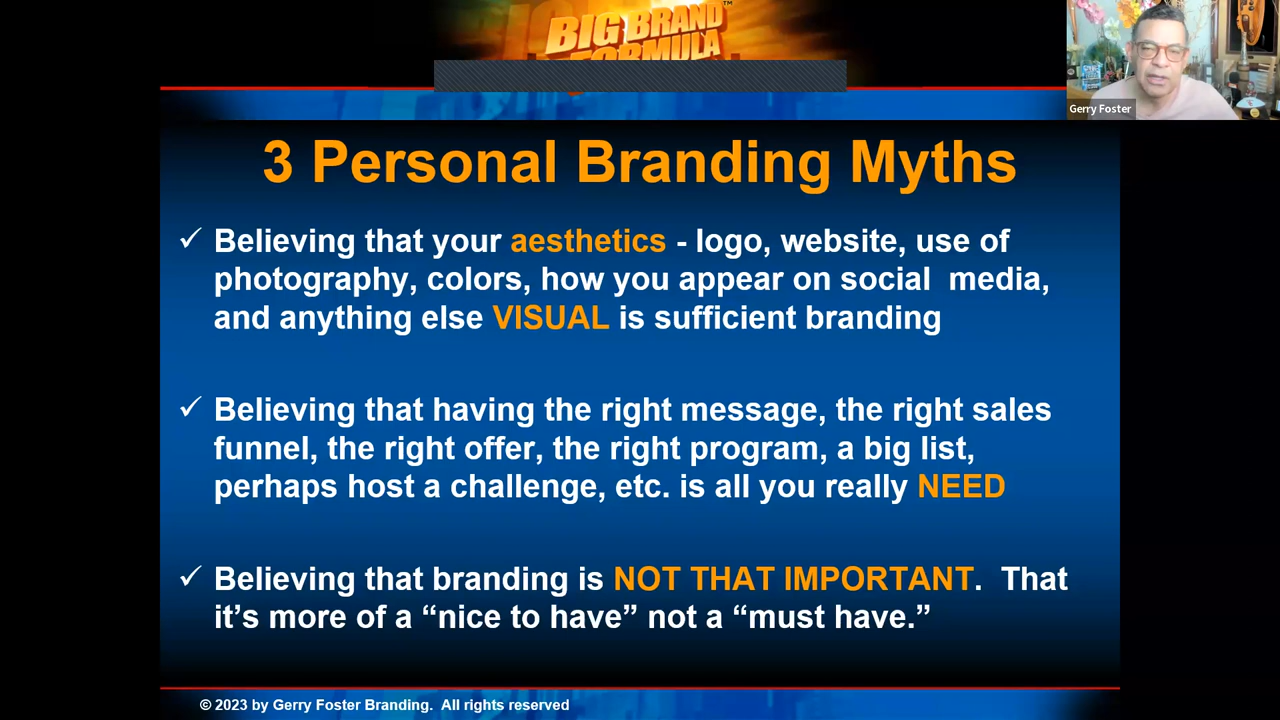 BIG BRAND™
FORMULA
Gerry Foster
3 Personal Branding Myths
✓ Believing that your aesthetics - logo, website, use of
photography, colors, how you appear on social  media,
and anything else VISUAL is sufficient branding
✓ Believing that having the right message, the right sales
funnel, the right offer, the right program, a big list,
perhaps host a challenge, etc. is all you really NEED
✓ Believing that branding is NOT THAT IMPORTANT.  That
it’s more of a “nice to have” not a “must have.”
© 2023 by Gerry Foster Branding.  All rights reserved